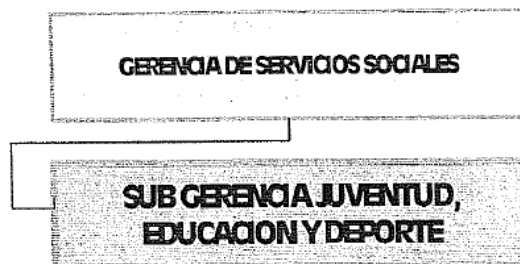 GERENCIA DE SERVICIOS SOCIALES
SUB GERENCIA JUVENTUD,
EDUCACION Y DEPORTE